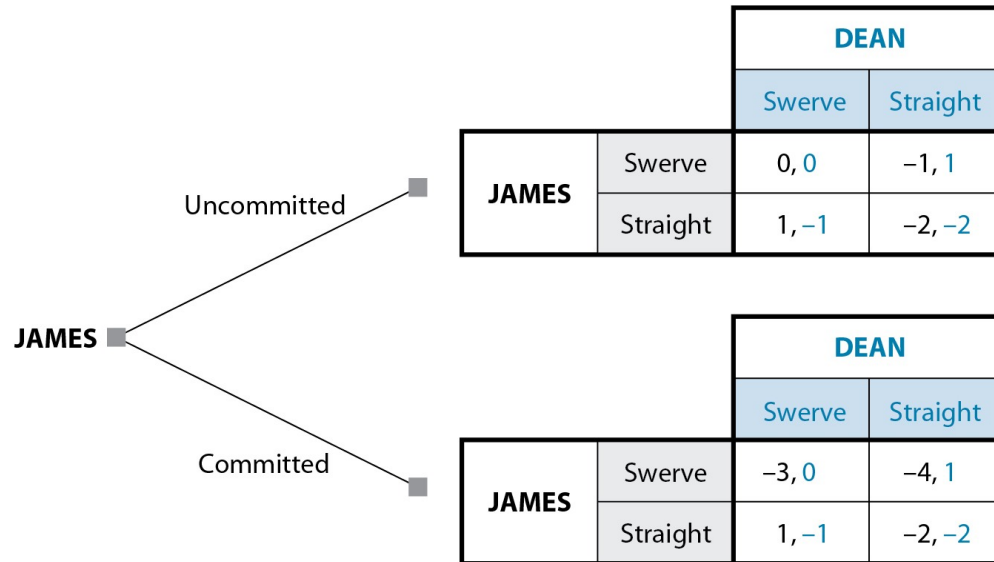 DEAN
Swerve Straight
JAMES Swerve 0, 0 –1, 1
Straight 1, –1 –2, –2
Uncommitted
JAMES
Committed
DEAN
Swerve Straight
JAMES Swerve –3, 0 –4, 1
Straight 1, –1 –2, –2